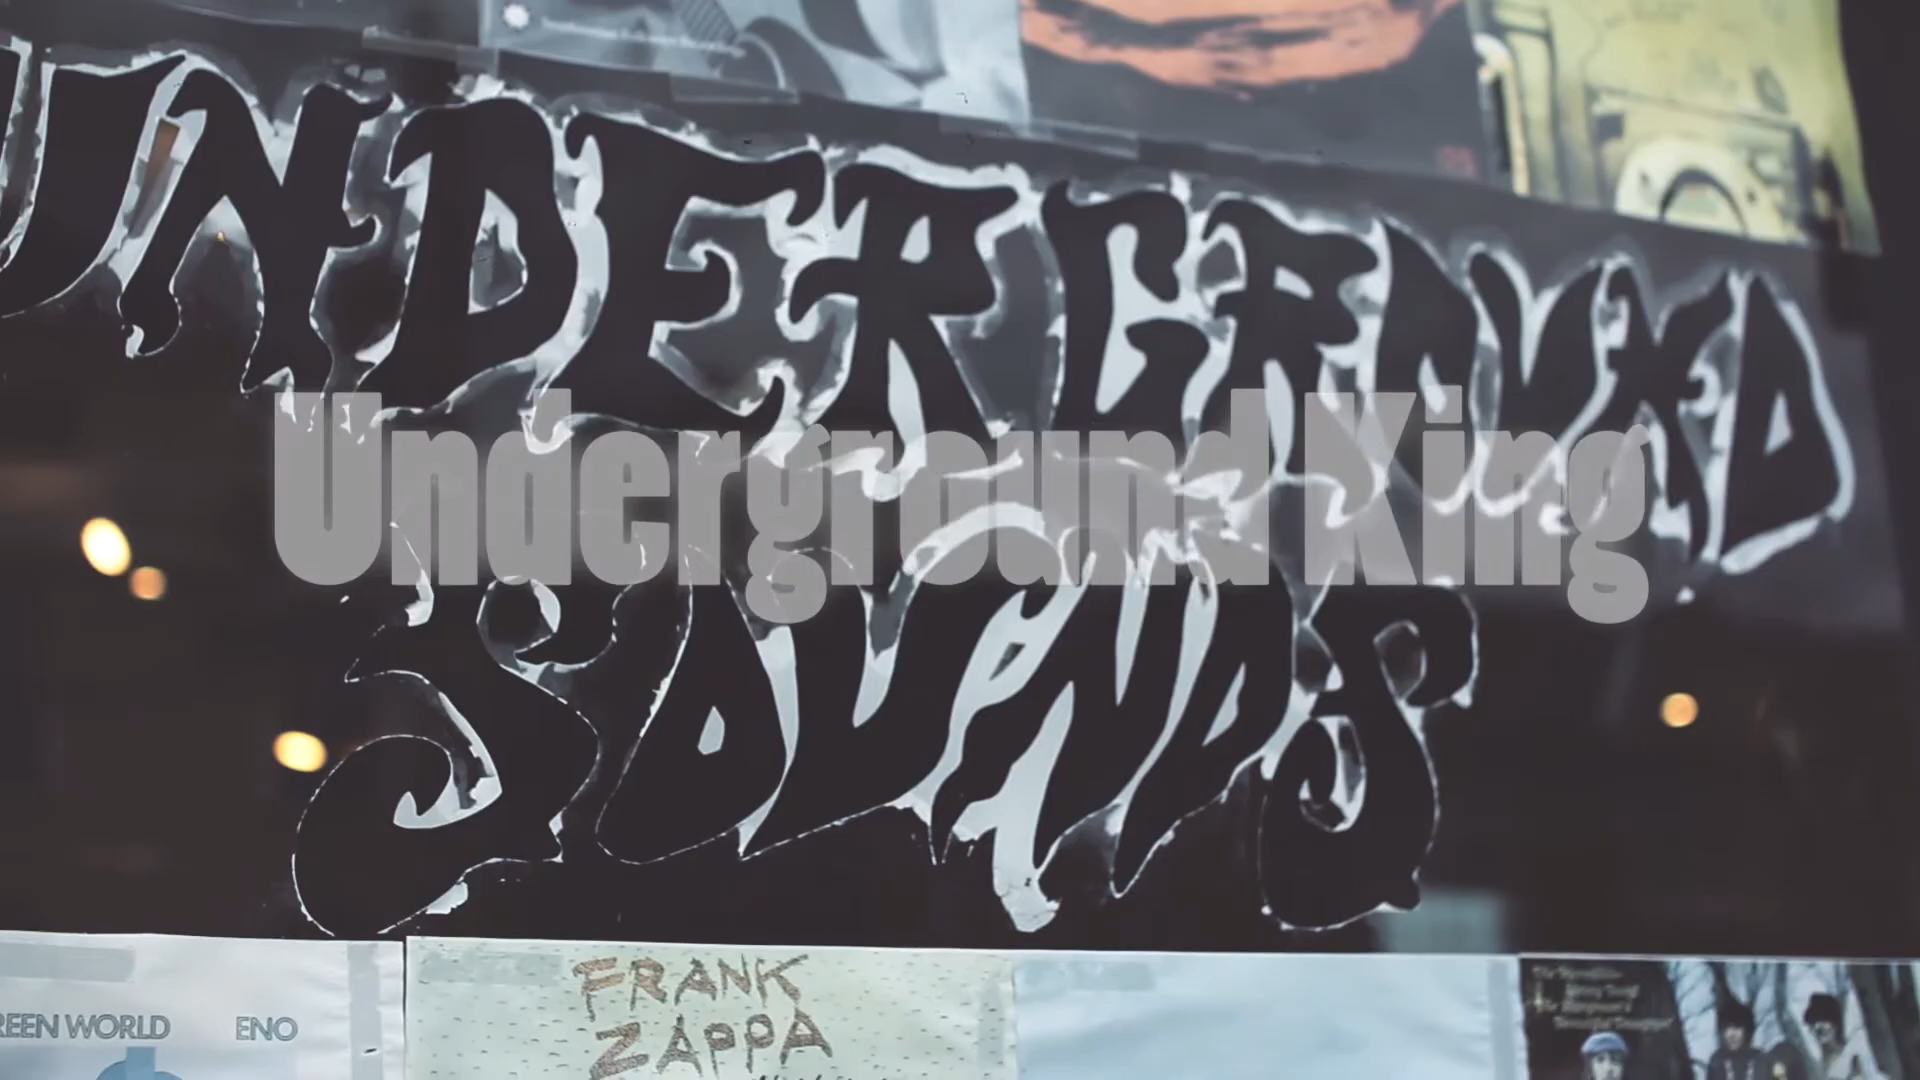 UNDERGROUND
Underground King
SOUNDS
REEN WORLD
ENO
FRANK
ZAPPA